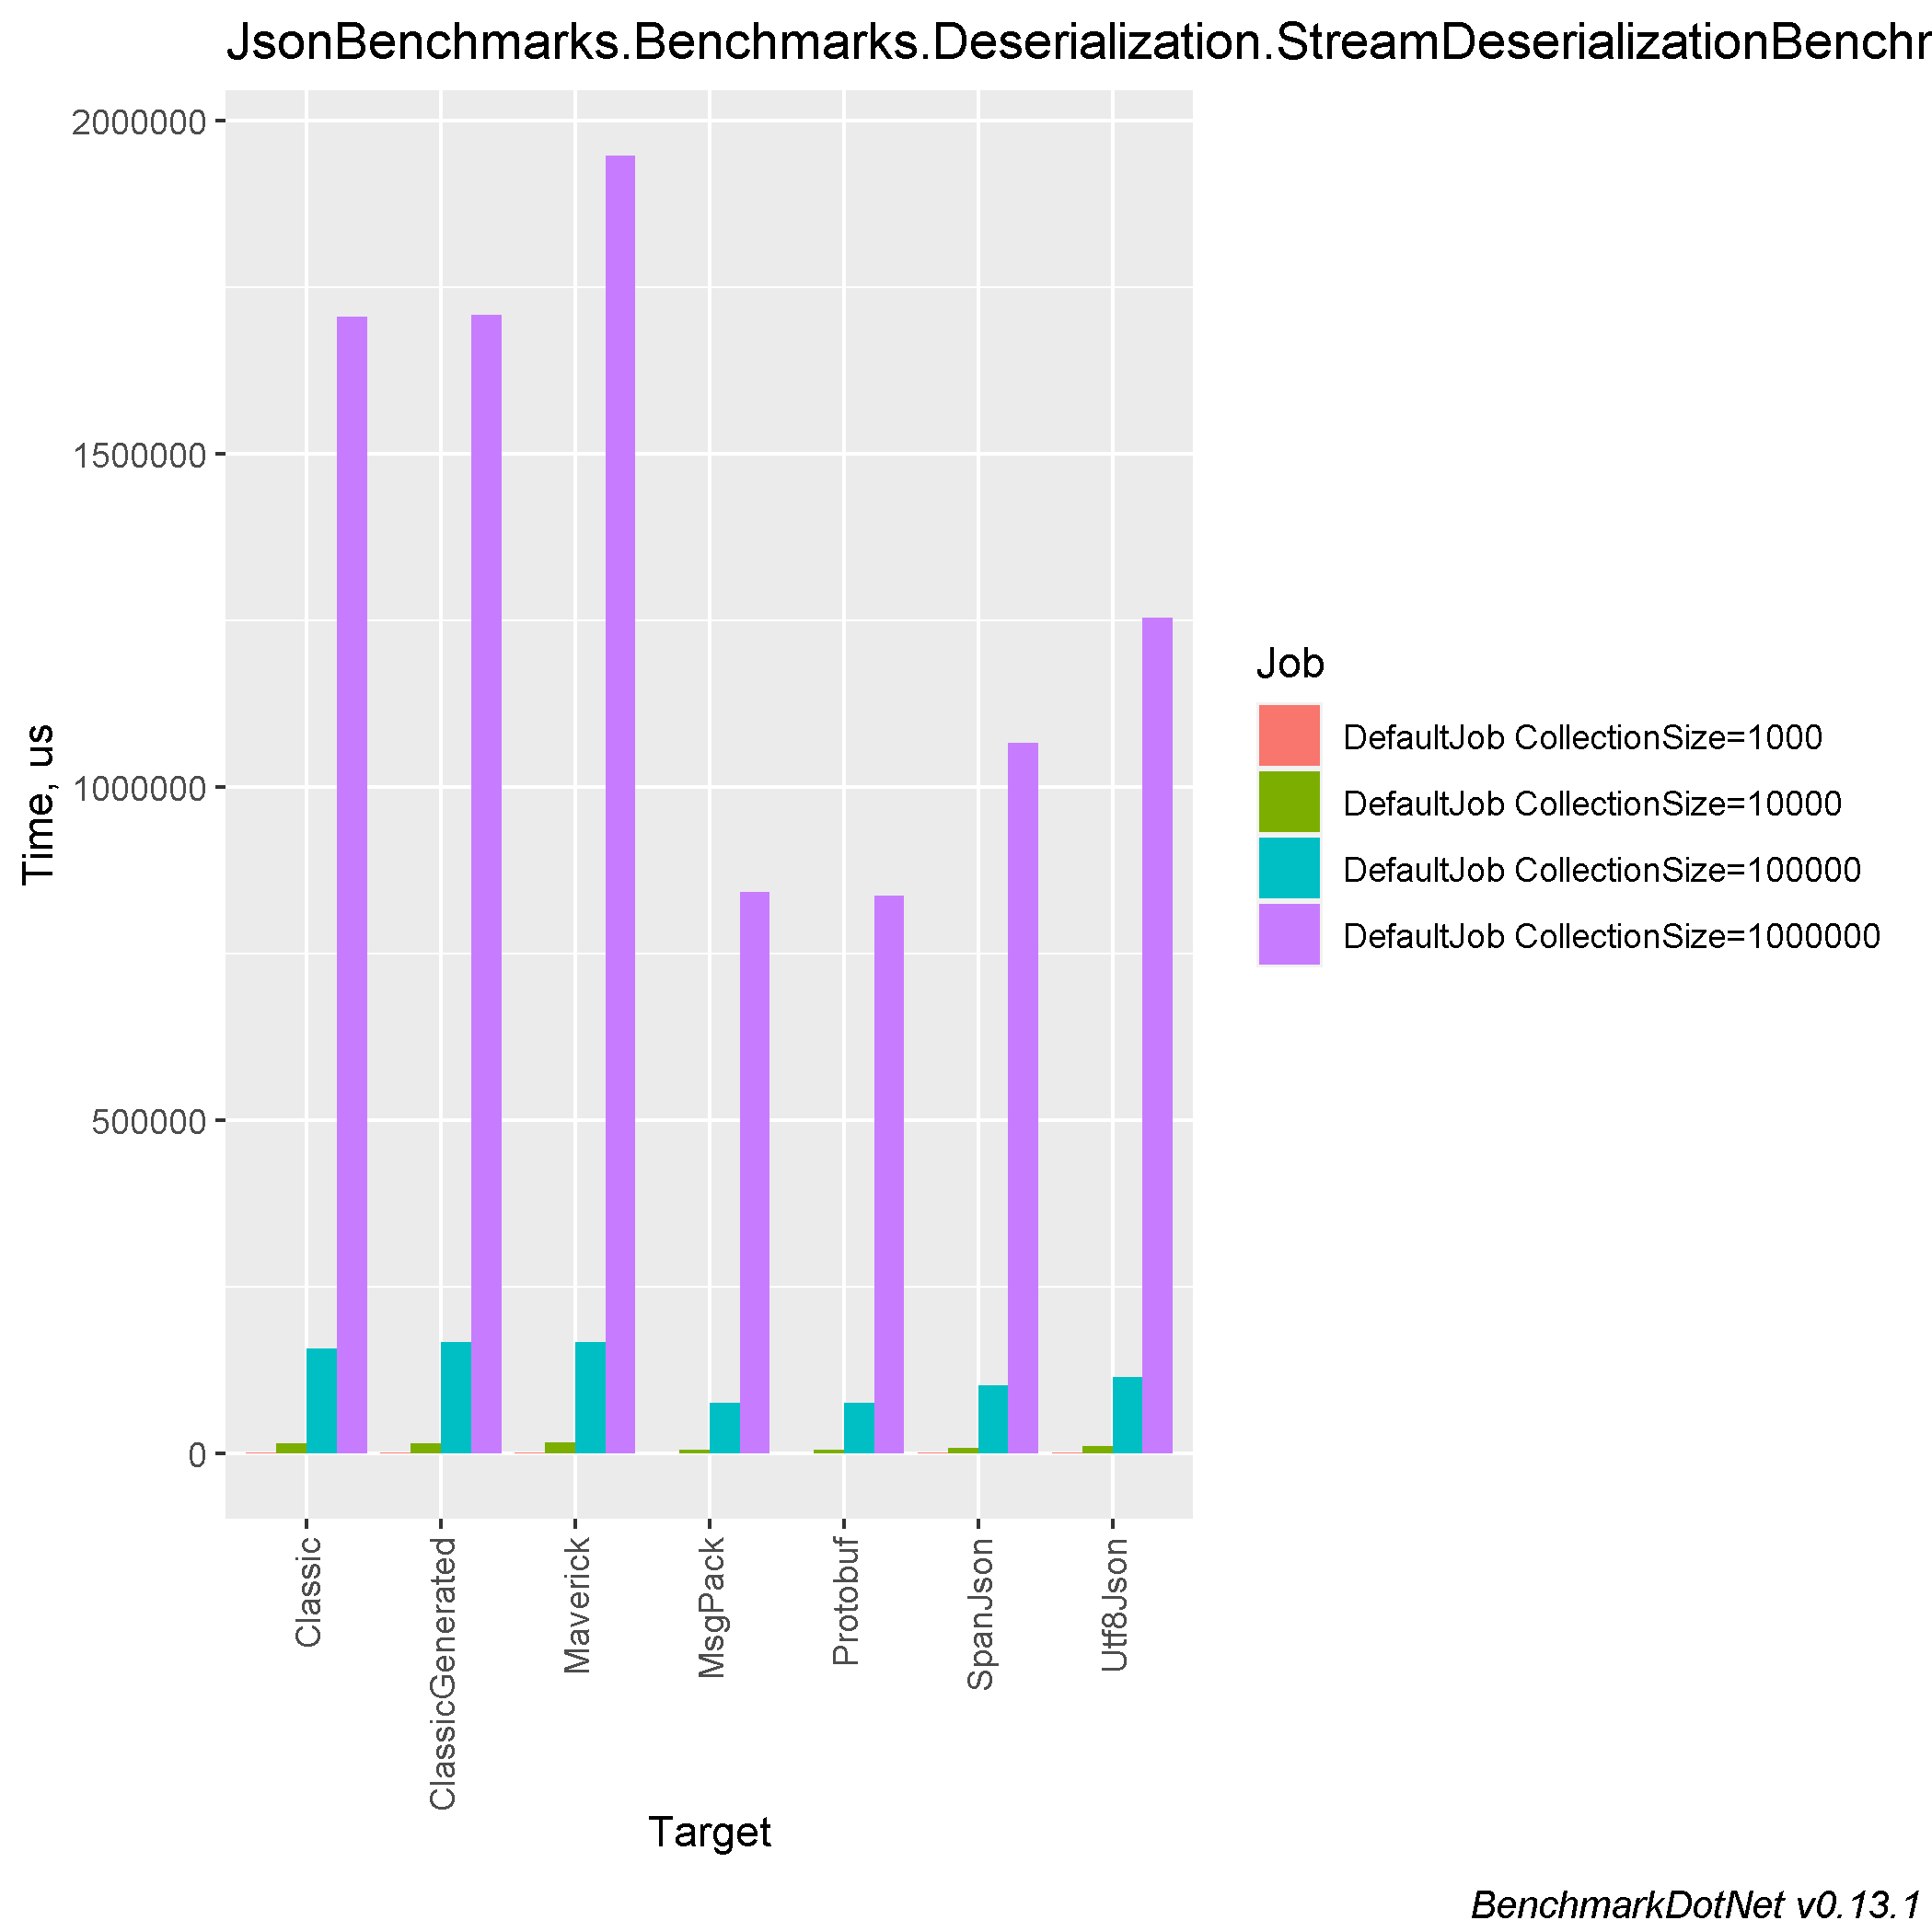 JsonBenchmarks.Benchmarks.Deserialization.StreamDeserializationBenchr
Time, us
2000000
1500000
1000000
500000
0
Classic
ClassicGenerated
Maverick
MsgPack
Protobuf
SpanJson
Utf8Json
Target
Job
DefaultJob CollectionSize=1000
DefaultJob CollectionSize=10000
DefaultJob CollectionSize=100000
DefaultJob CollectionSize=1000000
BenchmarkDotNet v0.13.1